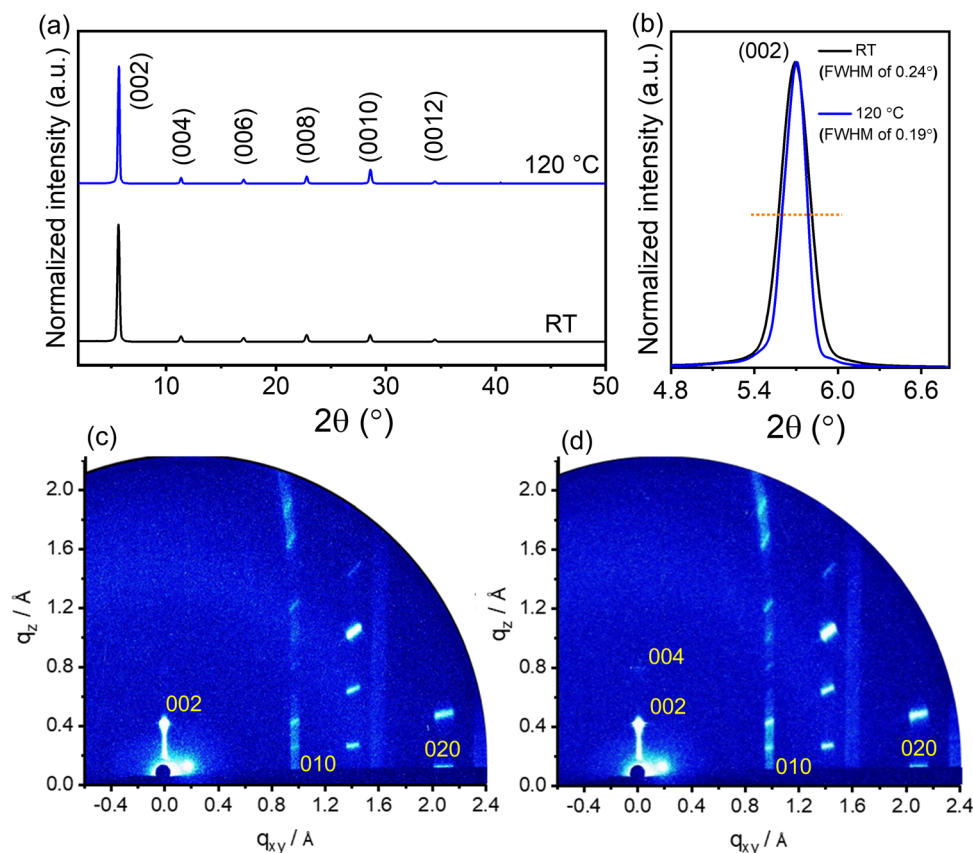 (a)
Normalized intensity (a.u.)
(002)
(004)
(006)
(008)
(0010)
(0012)
120 °C
RT
10
20
30
40
50
2θ (°)
(b)
Normalized intensity (a.u.)
(002)
RT
(FWHM of 0.24°)
120 °C
(FWHM of 0.19°)
4.8
5.4
6.0
6.6
2θ (°)
(c)
q_z / Å
2.0
1.6
1.2
0.8
0.4
0.0
002
010
020
-0.4
0.0
0.4
0.8
1.2
1.6
2.0
2.4
q_xy / Å
(d)
q_z / Å
2.0
1.6
1.2
0.8
0.4
0.0
004
002
010
020
-0.4
0.0
0.4
0.8
1.2
1.6
2.0
2.4
q_xy / Å